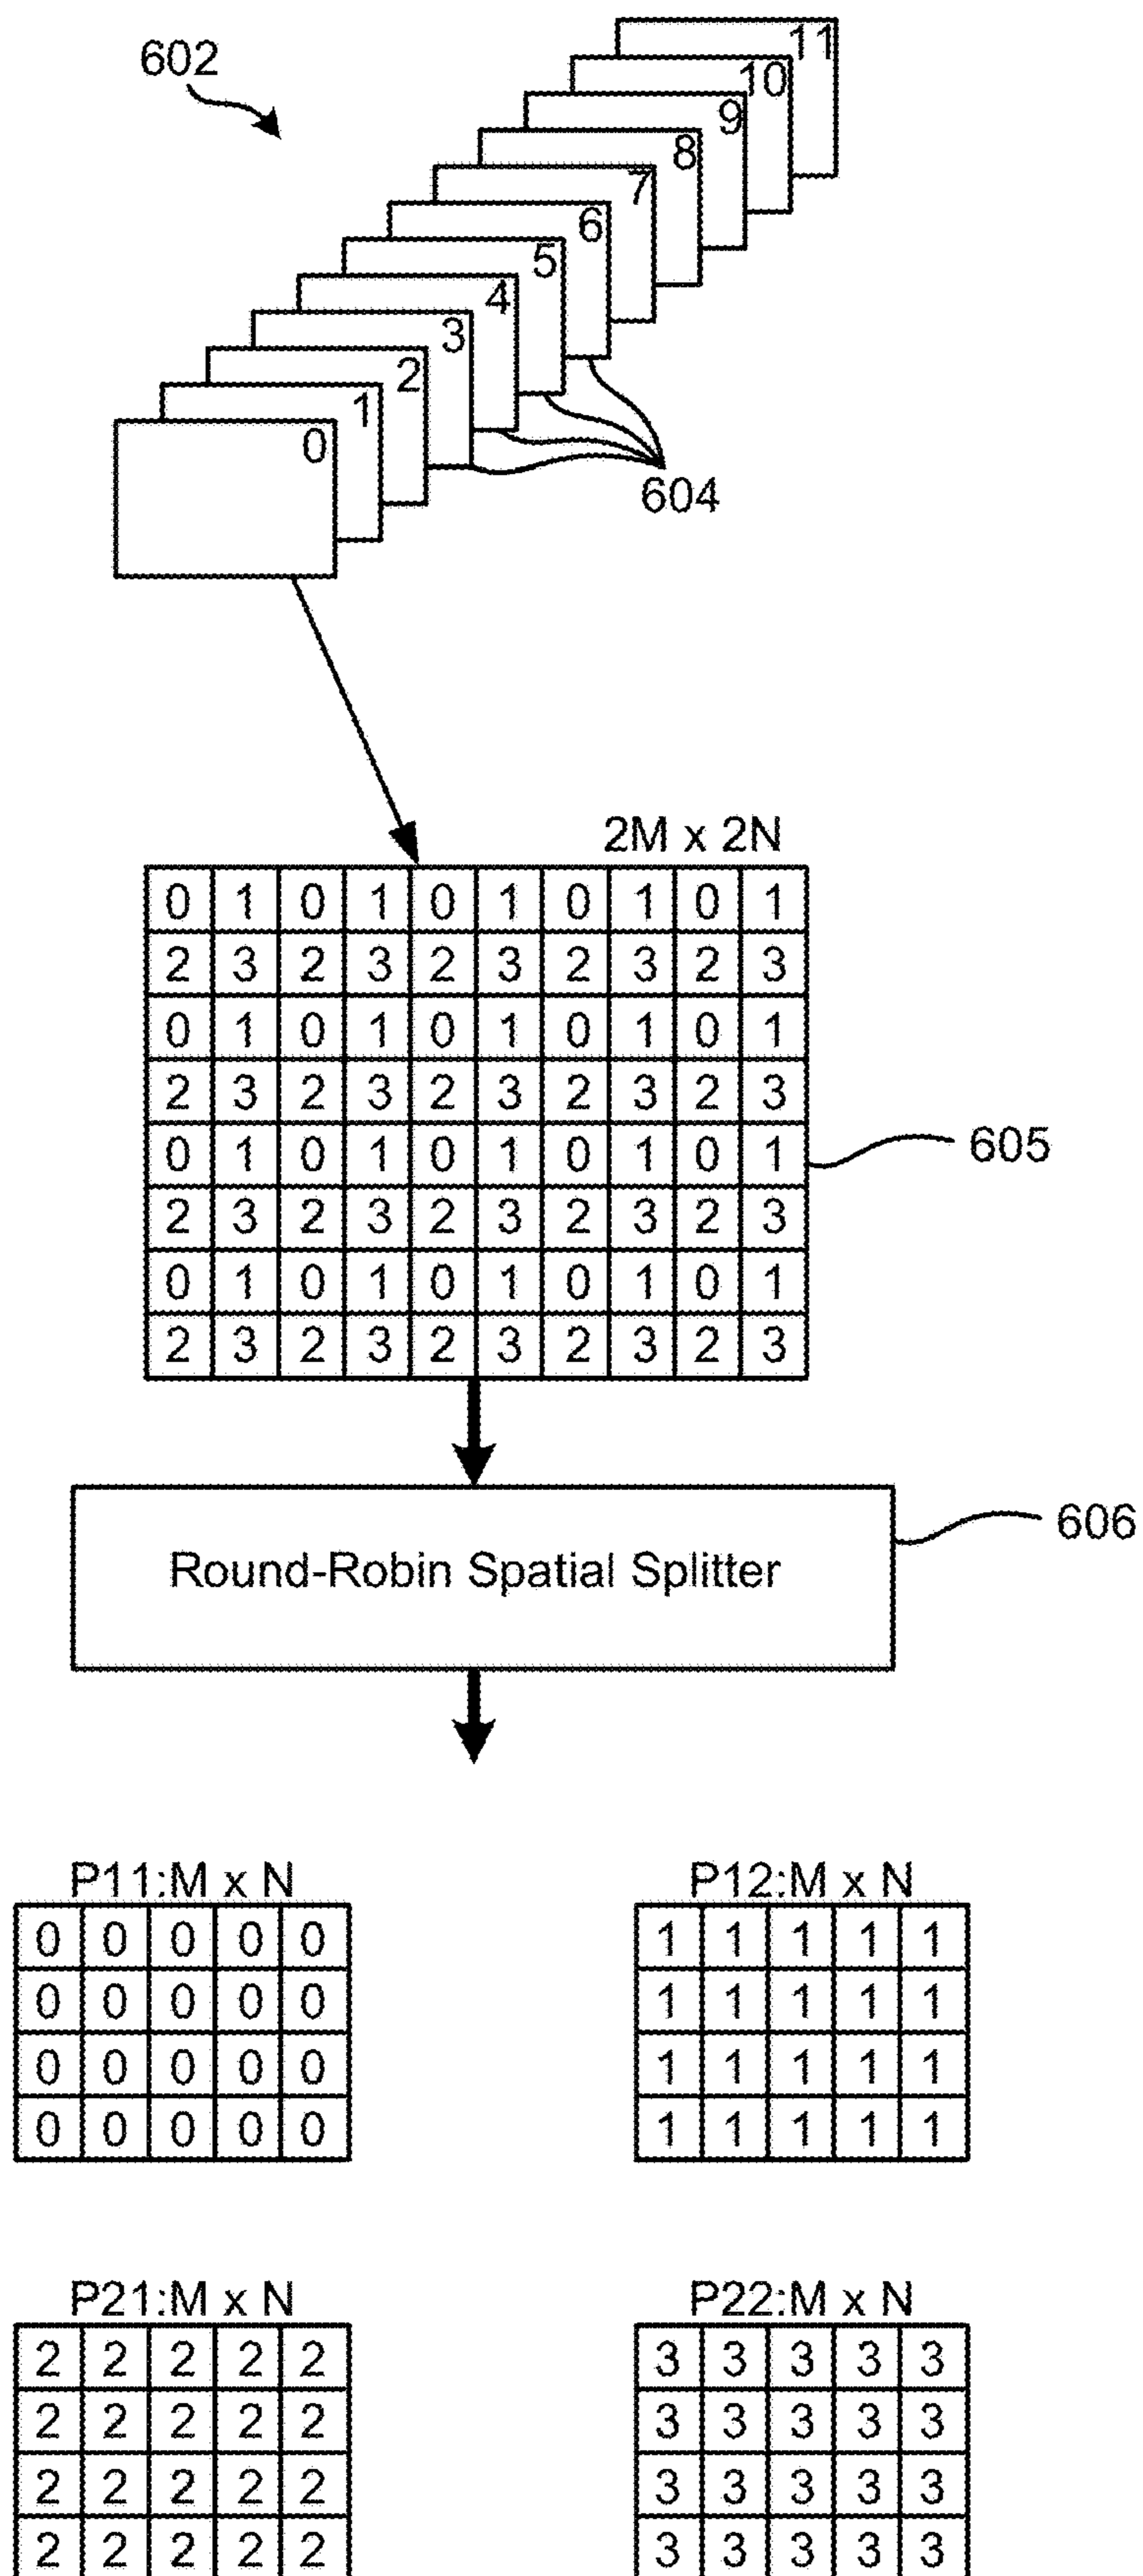 602
11
10
9
8
7
6
5
4
3
2
1
0
604
2M x 2N
0 1 0 1 0 1 0 1 0 1
2 3 2 3 2 3 2 3 2 3
0 1 0 1 0 1 0 1 0 1
2 3 2 3 2 3 2 3 2 3
0 1 0 1 0 1 0 1 0 1
2 3 2 3 2 3 2 3 2 3
0 1 0 1 0 1 0 1 0 1
2 3 2 3 2 3 2 3 2 3
605
Round-Robin Spatial Splitter
606
P11:M x N
0 0 0 0 0
0 0 0 0 0
0 0 0 0 0
0 0 0 0 0
P12:M x N
1 1 1 1 1
1 1 1 1 1
1 1 1 1 1
1 1 1 1 1
P21:M x N
2 2 2 2 2
2 2 2 2 2
2 2 2 2 2
2 2 2 2 2
P22:M x N
3 3 3 3 3
3 3 3 3 3
3 3 3 3 3
3 3 3 3 3